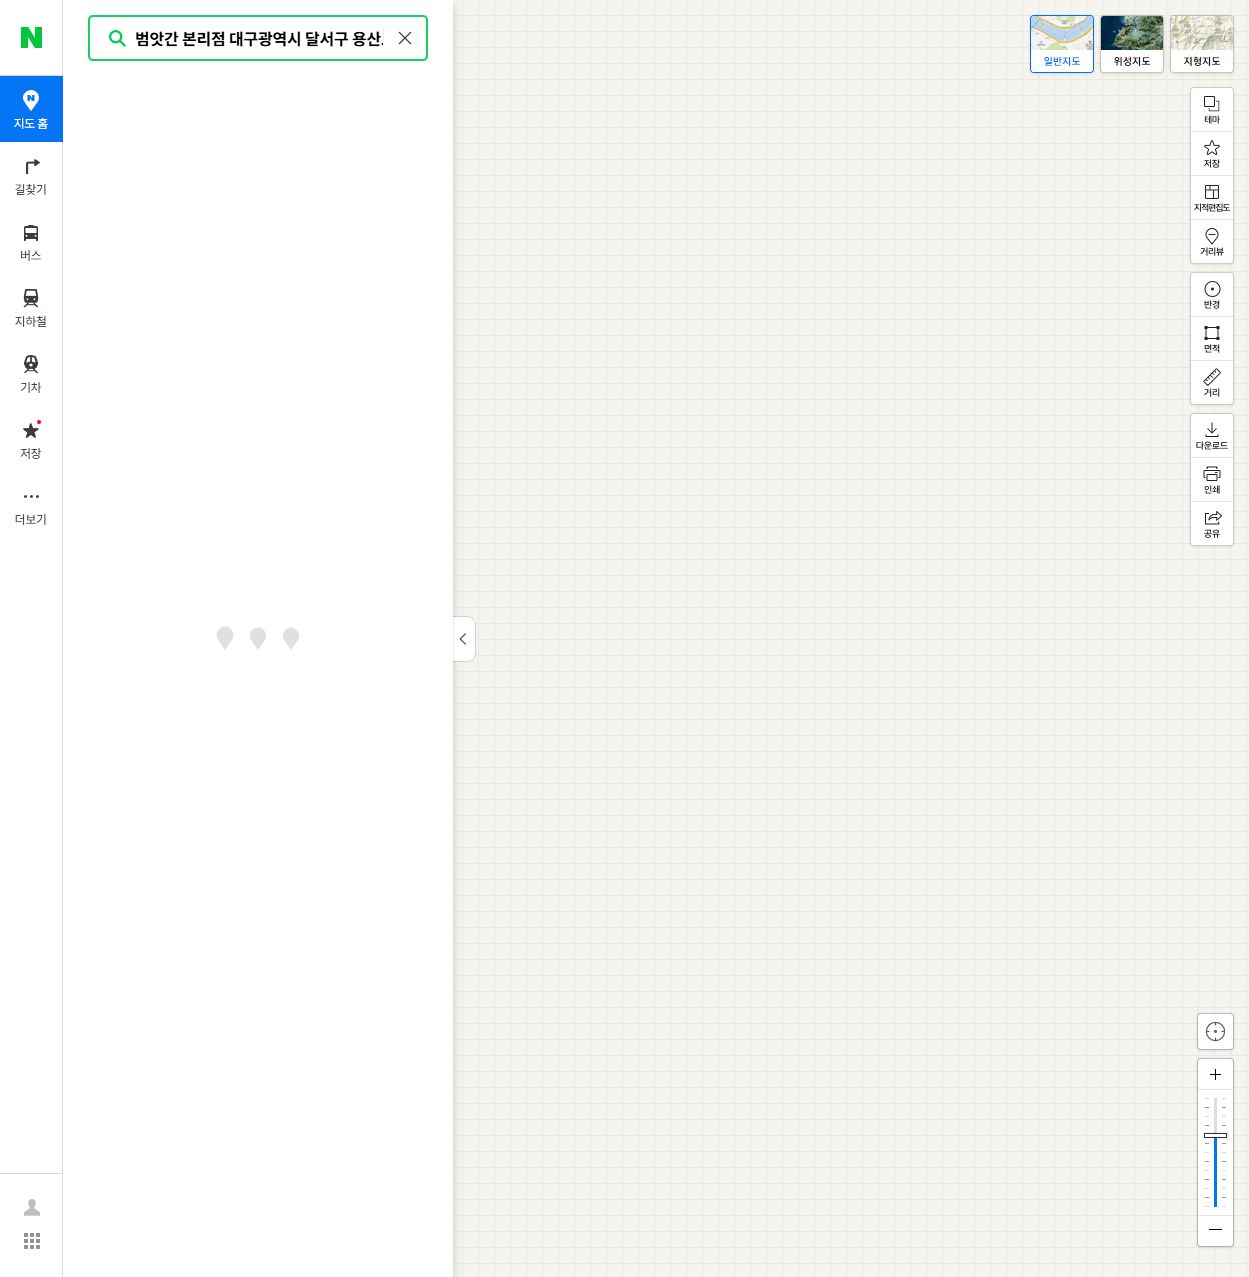 N
지도 홈
길찾기
버스
지하철
기차
저장
더보기
범앗간 본리점 대구광역시 달서구 용산
일반지도
위성지도
지형지도
테마
저장
지적편집도
거리뷰
반경
면적
거리
다운로드
인쇄
공유